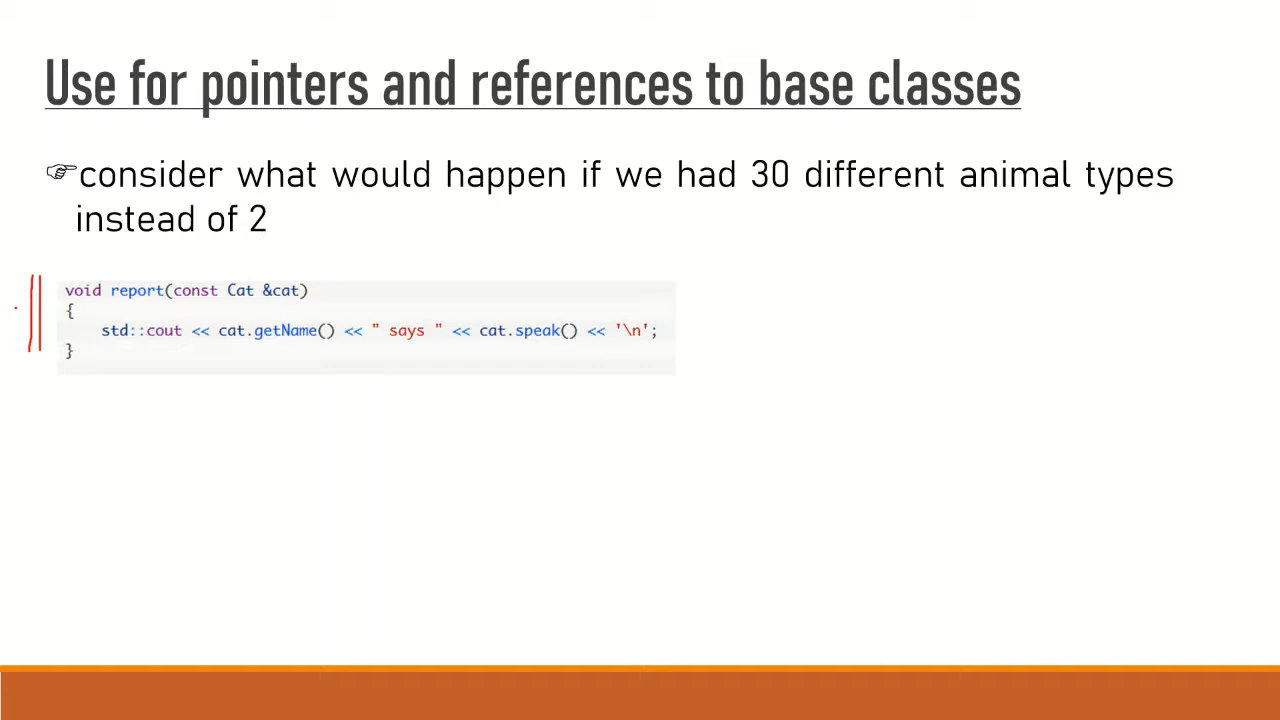 Use for pointers and references to base classes
☞consider what would happen if we had 30 different animal types
instead of 2
void report(const Cat &cat)
{
    std::cout << cat.getName() << " says " << cat.speak() << '\n';
}